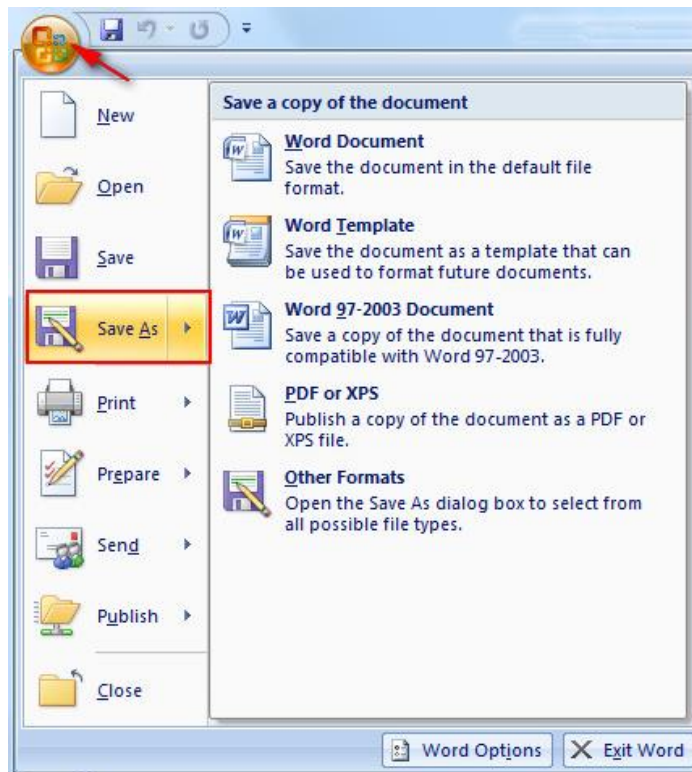 New
Open
Save
Save As
Print
Prepare
Send
Publish
Close
Save a copy of the document
Word Document
Save the document in the default file
format.
Word Template
Save the document as a template that can
be used to format future documents.
Word 97-2003 Document
Save a copy of the document that is fully
compatible with Word 97-2003.
PDF or XPS
Publish a copy of the document as a PDF or
XPS file.
Other Formats
Open the Save As dialog box to select from
all possible file types.
Word Options
Exit Word